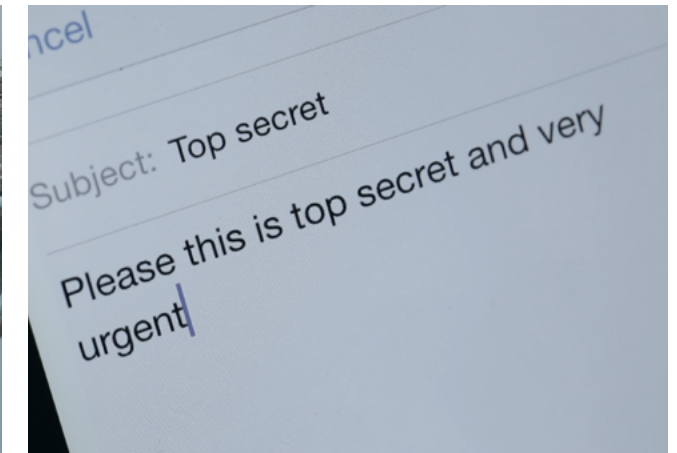 ncel
Subject: Top secret
Please this is top secret and very
urgent